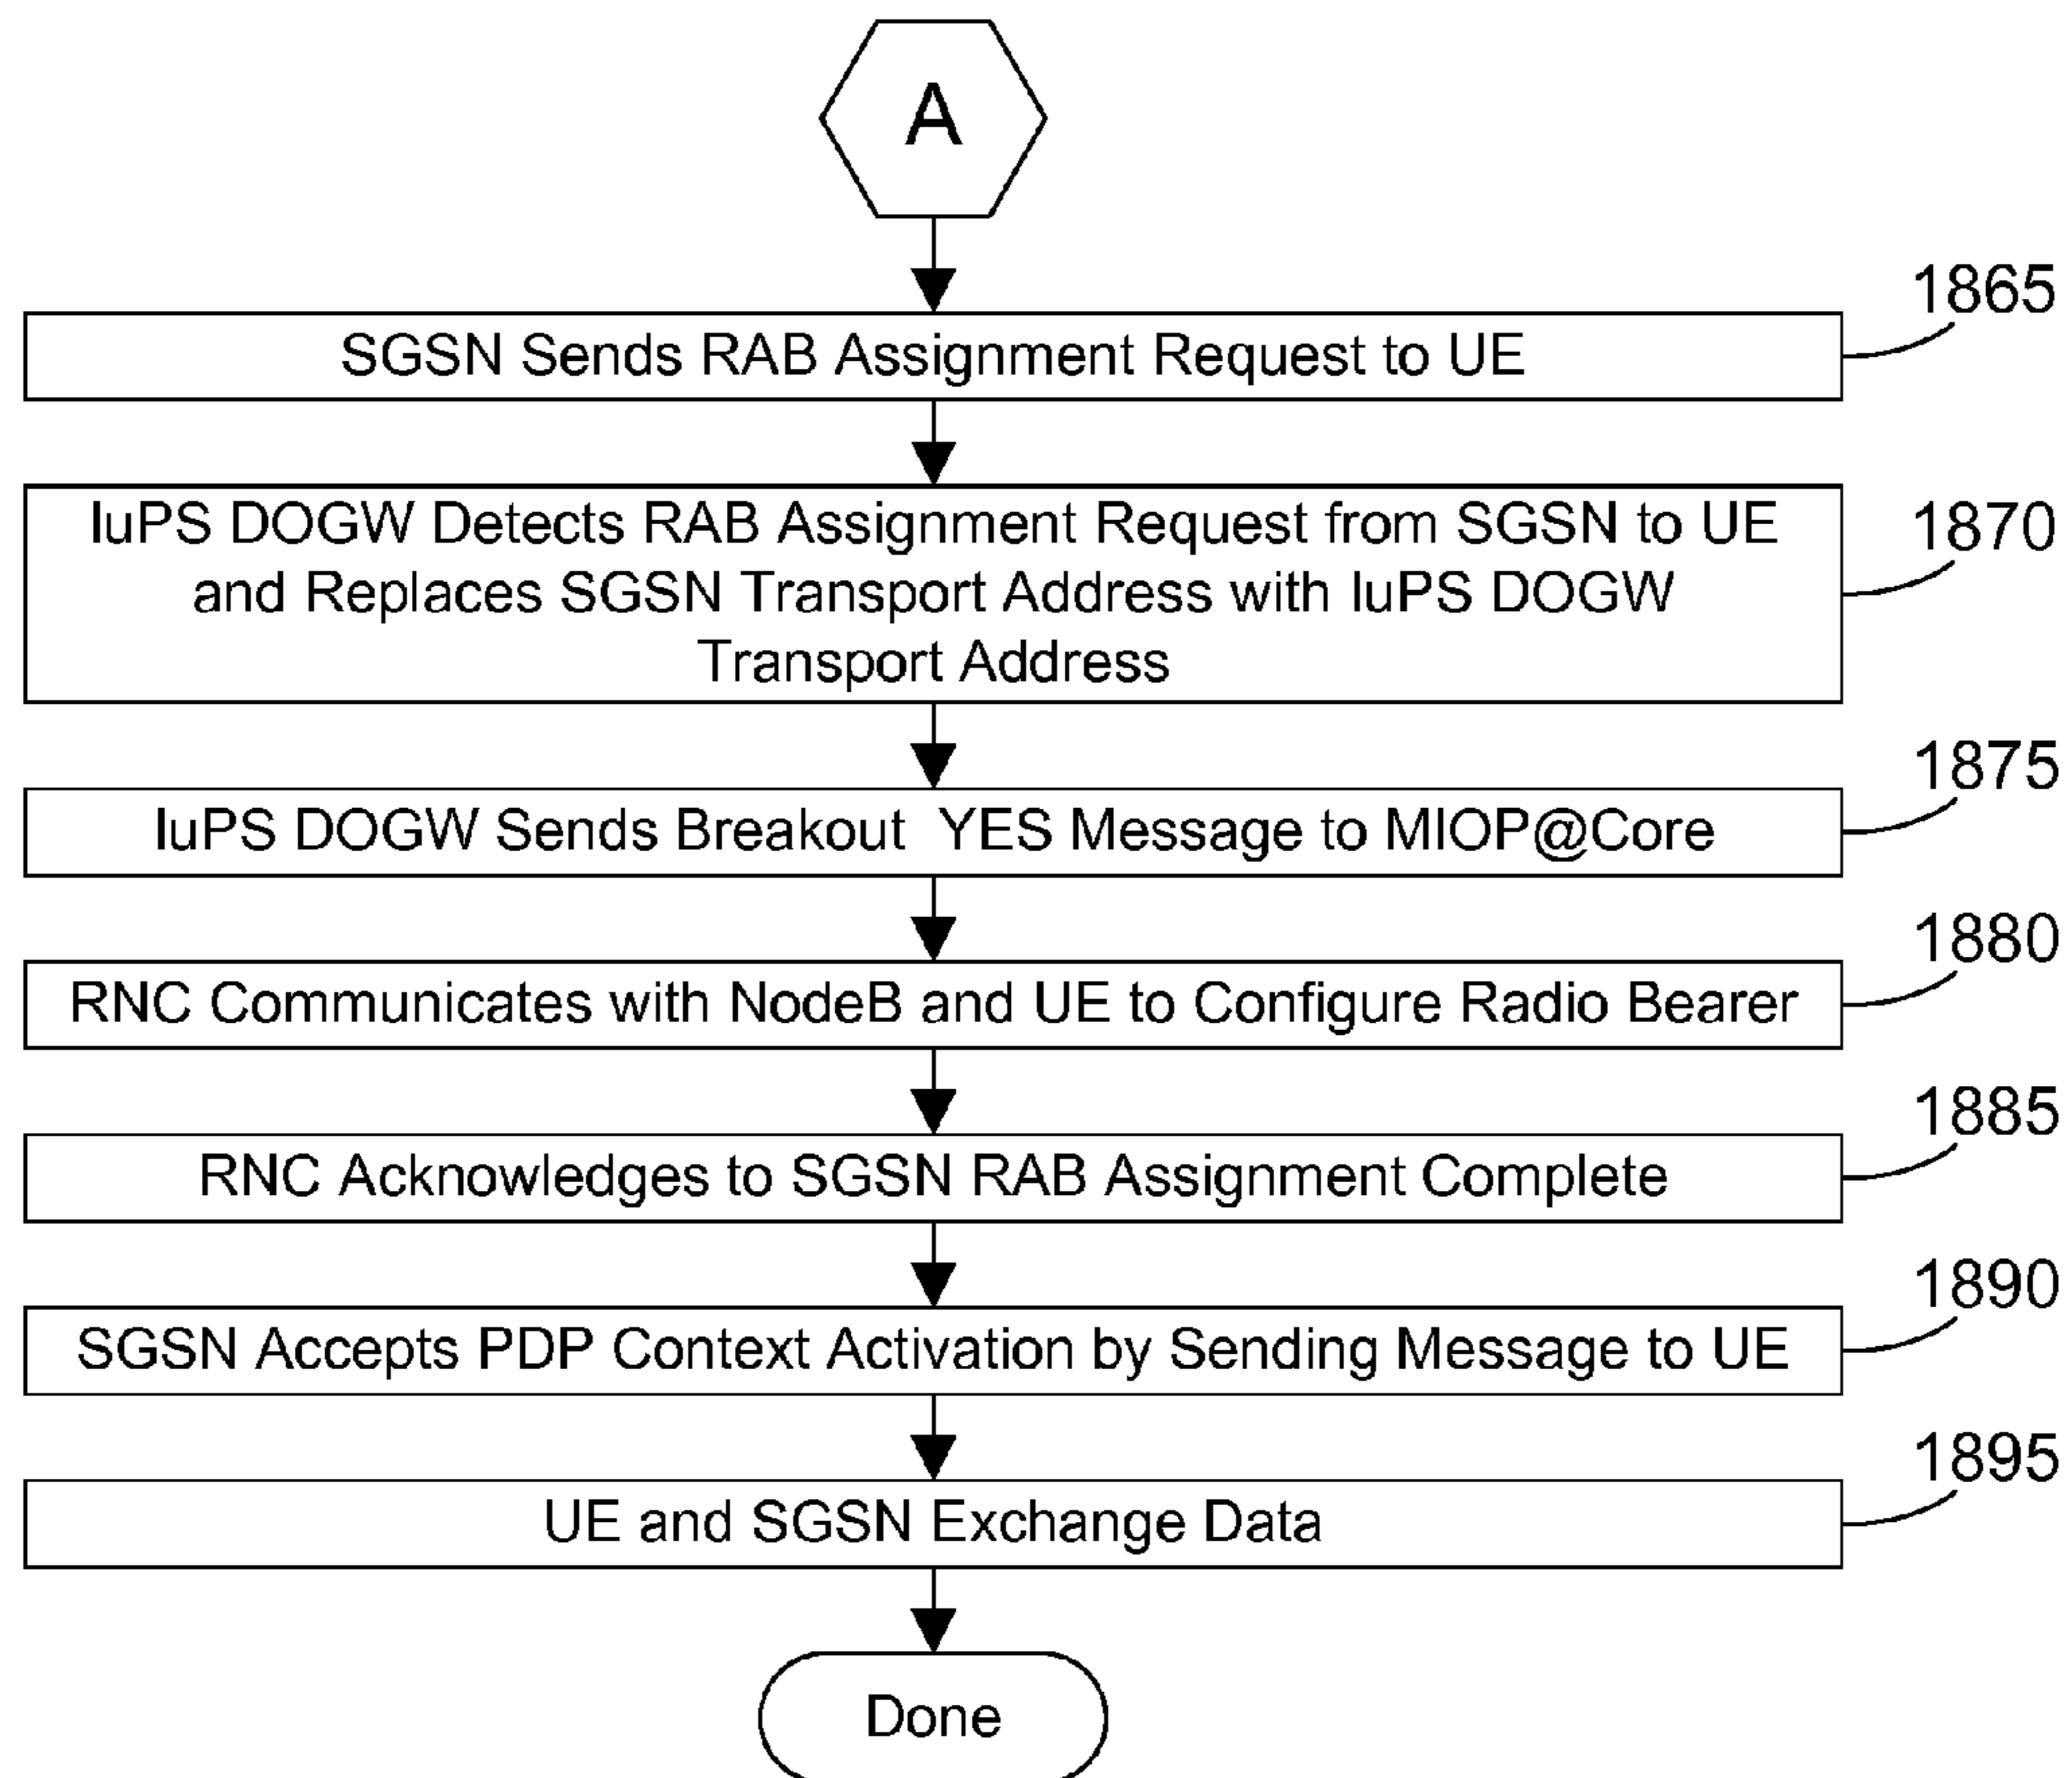 A
1865
SGSN Sends RAB Assignment Request to UE
1870
IuPS DOGW Detects RAB Assignment Request from SGSN to UE
and Replaces SGSN Transport Address with IuPS DOGW
Transport Address
1875
IuPS DOGW Sends Breakout  YES Message to MIOP@Core
1880
RNC Communicates with NodeB and UE to Configure Radio Bearer
1885
RNC Acknowledges to SGSN RAB Assignment Complete
1890
SGSN Accepts PDP Context Activation by Sending Message to UE
1895
UE and SGSN Exchange Data
Done